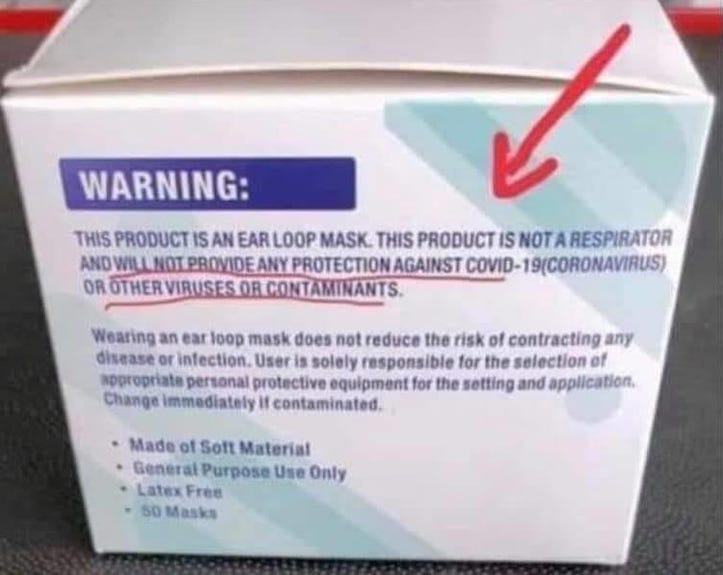 WARNING:
THIS PRODUCT IS AN EAR LOOP MASK. THIS PRODUCT IS NOT A RESPIRATOR
AND WILL NOT PROVIDE ANY PROTECTION AGAINST COVID-19(CORONAVIRUS)
OR OTHER VIRUSES OR CONTAMINANTS.
Wearing an ear loop mask does not reduce the risk of contracting any
disease or infection. User is solely responsible for the selection of
appropriate personal protective equipment for the setting and application.
Change immediately if contaminated.
• Made of Soft Material
• General Purpose Use Only
• Latex Free
• 50 Masks